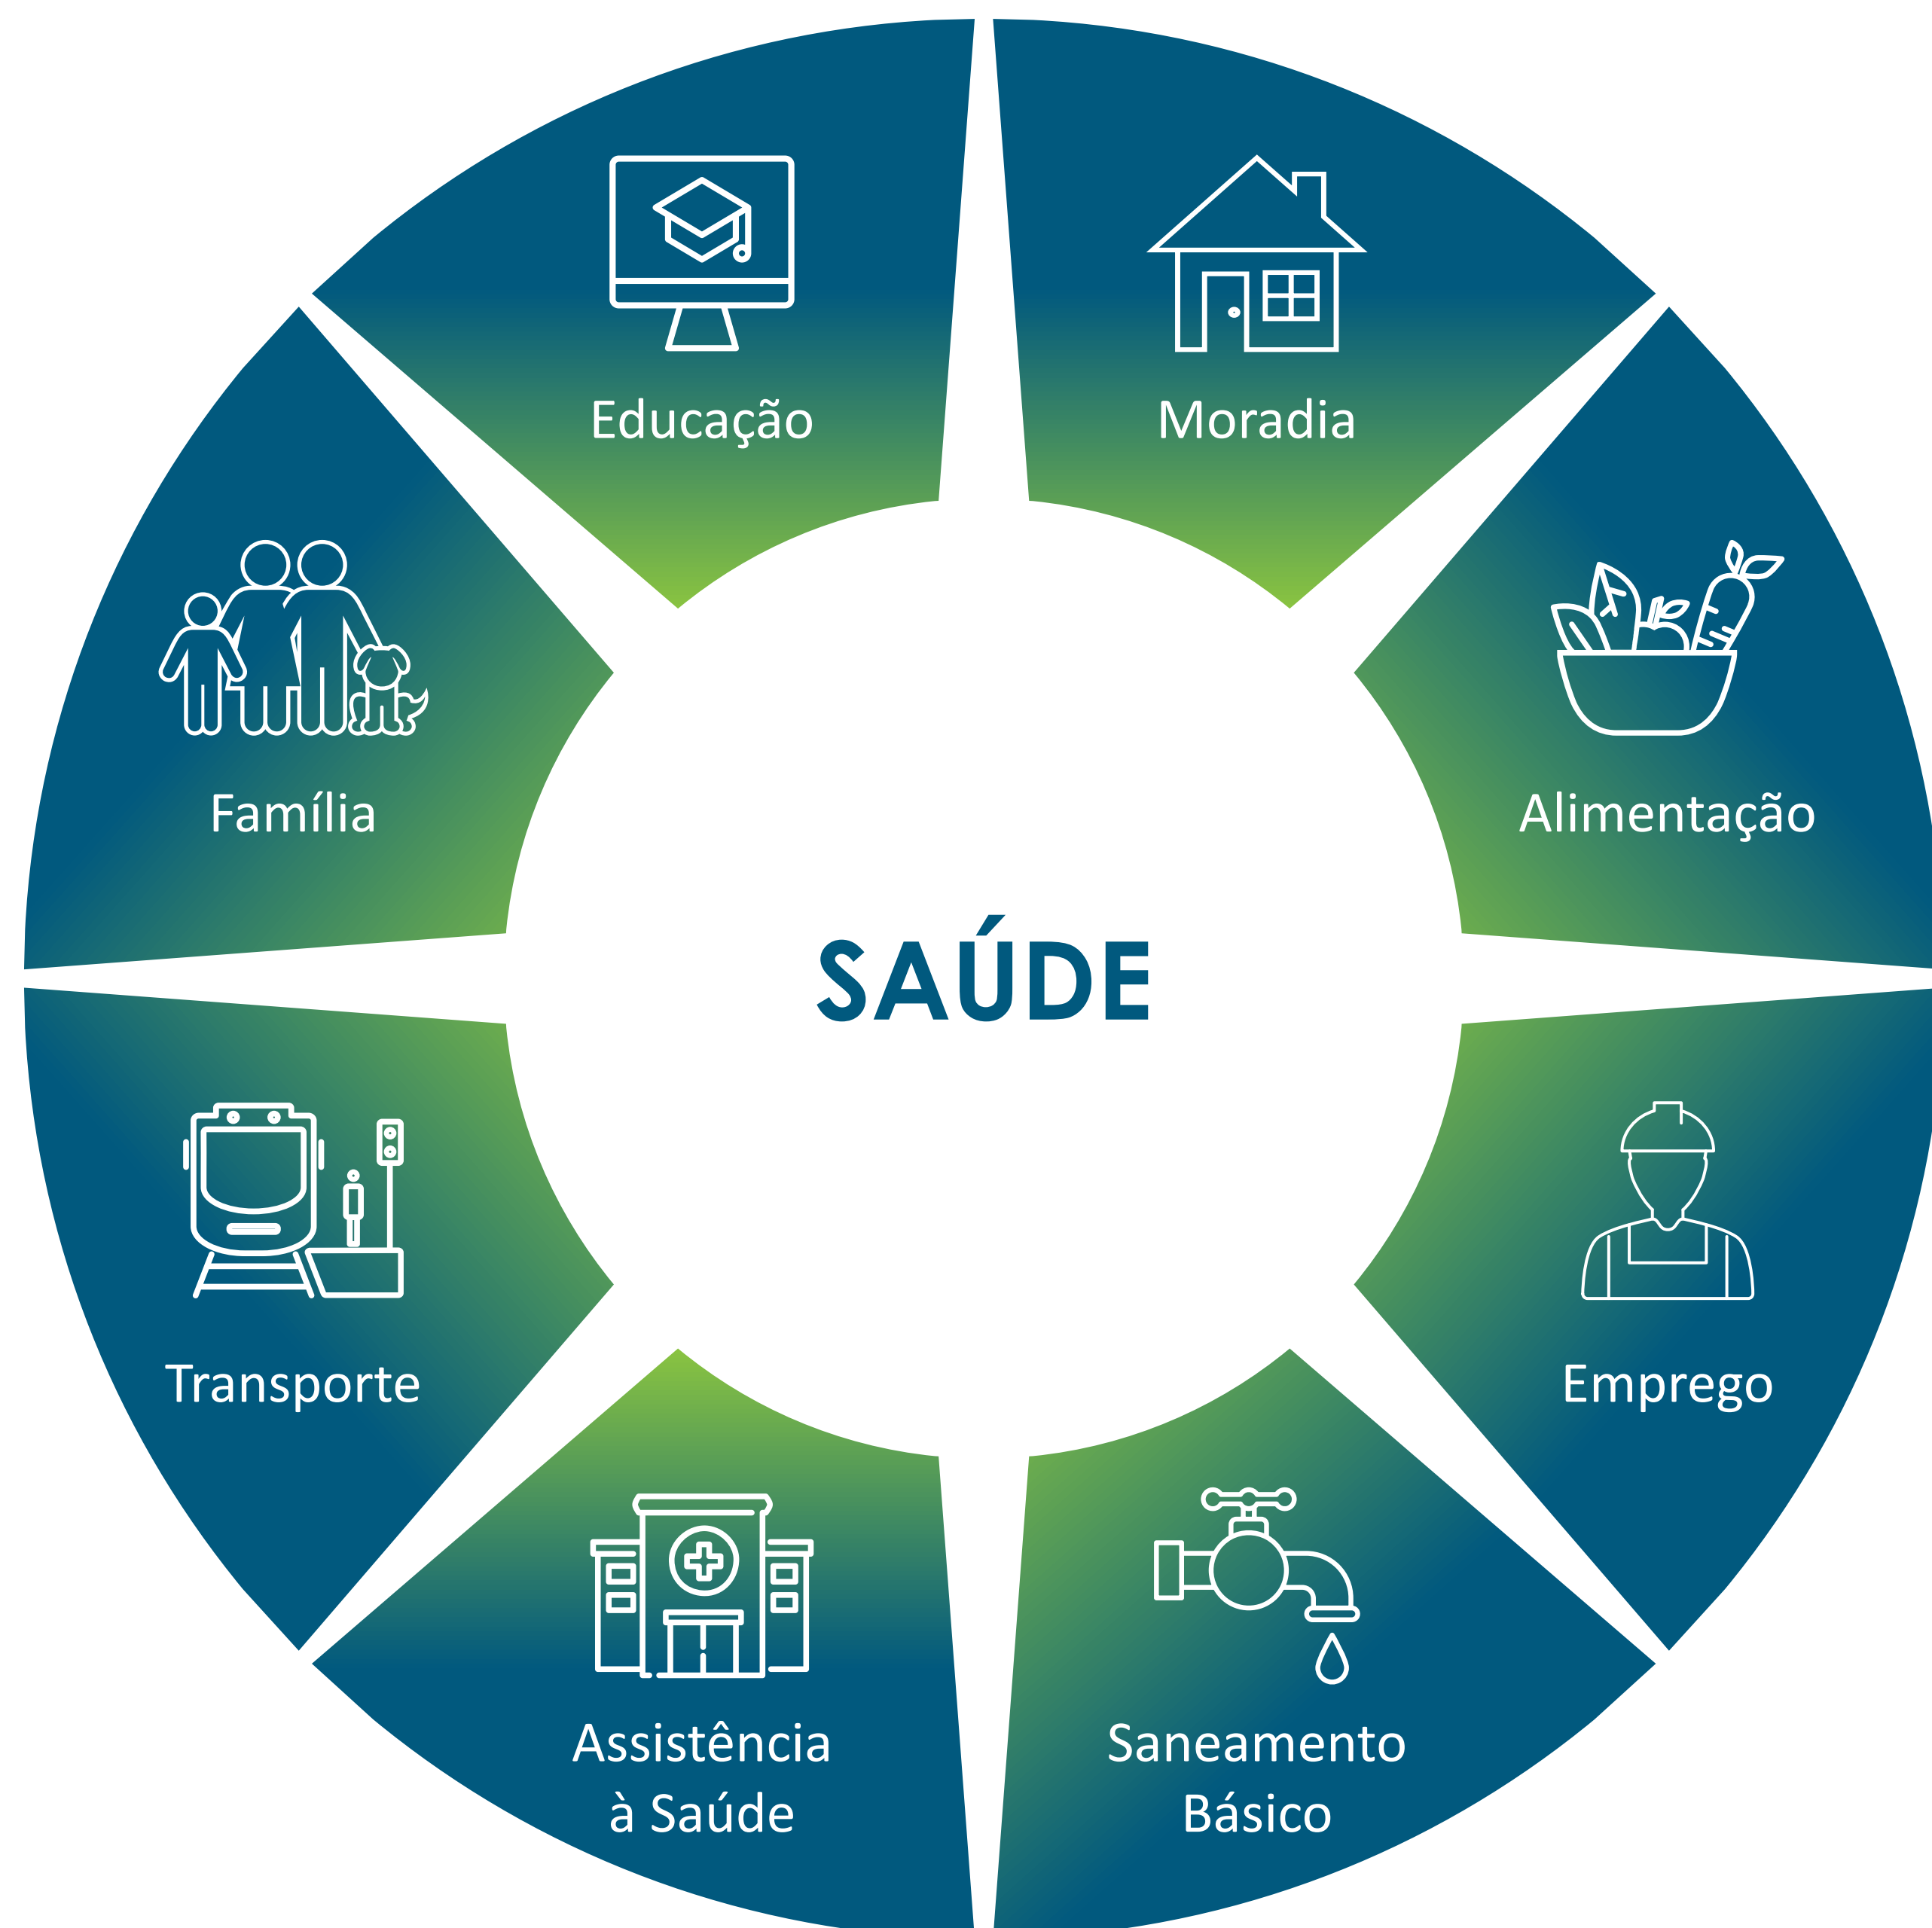 Educação
Moradia
Família
Alimentação
SAÚDE
Transporte
Emprego
Assistência
à Saúde
Saneamento
Básico